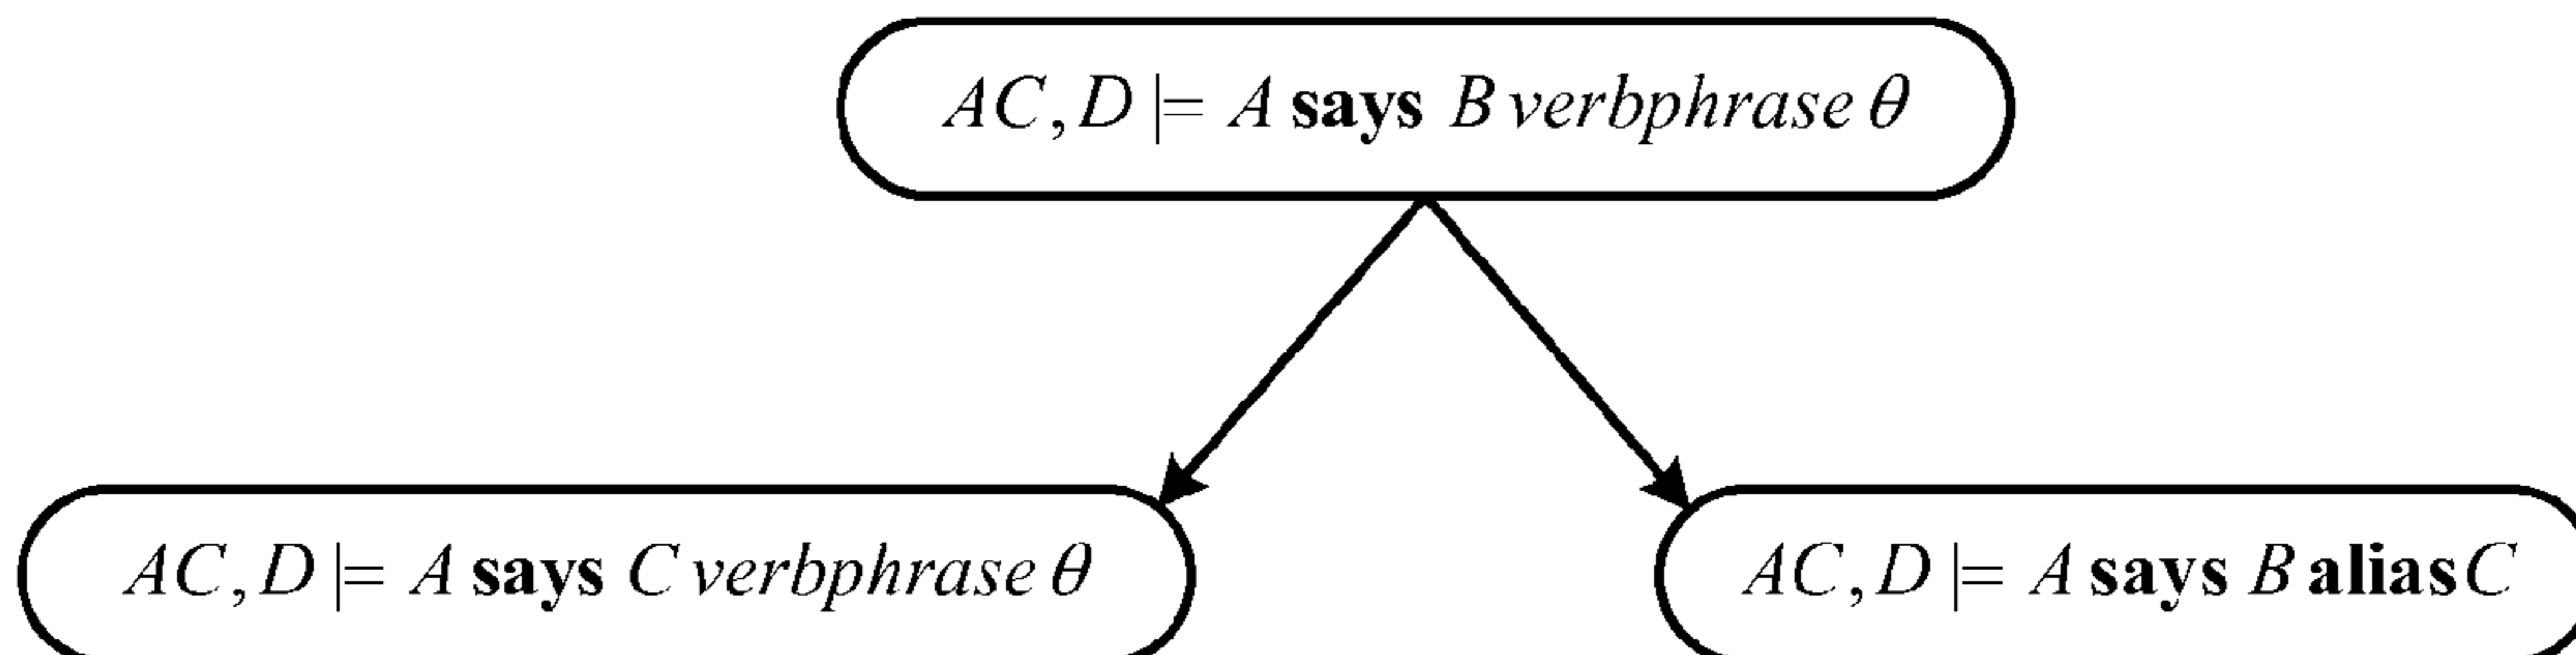 AC, D |= A says B verbphrase θ
AC, D |= A says C verbphrase θ
AC, D |= A says B alias C